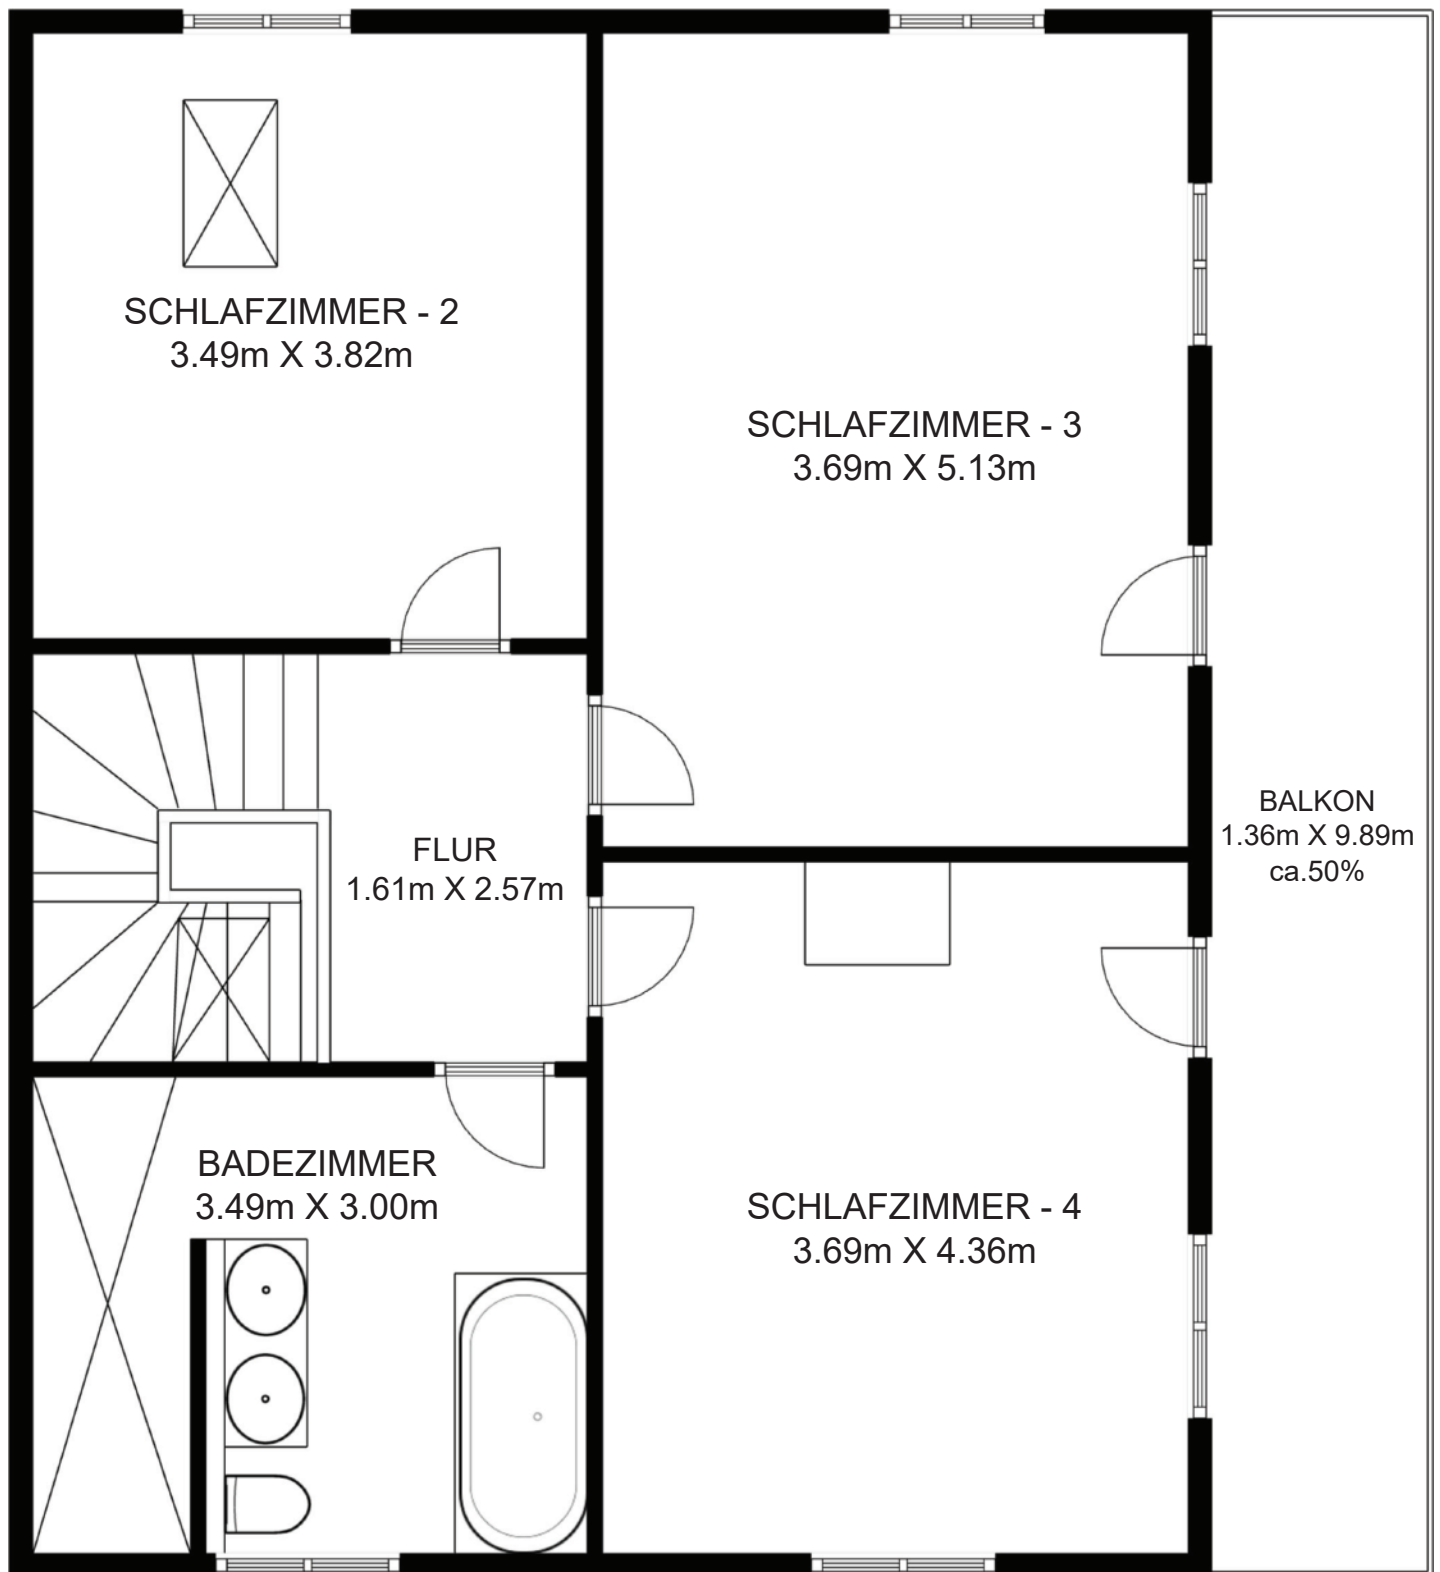 SCHLAFZIMMER - 2
3.49m X 3.82m
SCHLAFZIMMER - 3
3.69m X 5.13m
FLUR
1.61m X 2.57m
BALKON
1.36m X 9.89m
ca.50%
BADEZIMMER
3.49m X 3.00m
SCHLAFZIMMER - 4
3.69m X 4.36m